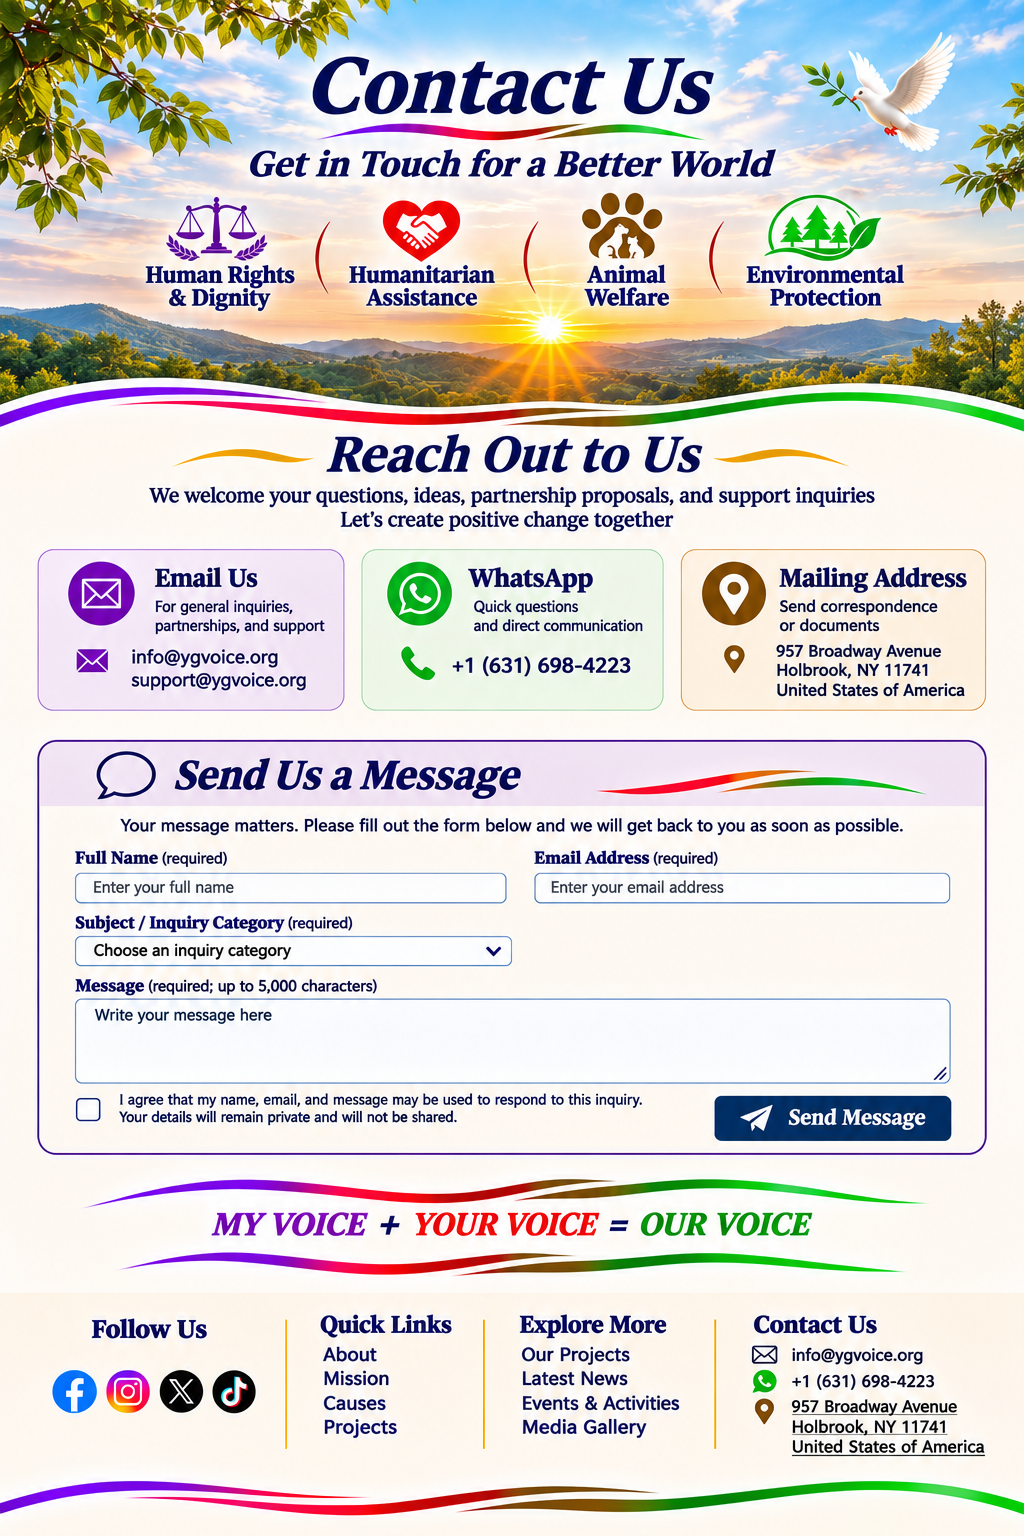 Contact Us
Get in Touch for a Better World
Human Rights
& Dignity
Humanitarian
Assistance
Animal
Welfare
Environmental
Protection
Reach Out to Us
We welcome your questions, ideas, partnership proposals, and support inquiries
Let's create positive change together
Email Us
For general inquiries,
partnerships, and support
info@ygvoice.org
support@ygvoice.org
WhatsApp
Quick questions
and direct communication
+1 (631) 698-4223
Mailing Address
Send correspondence
or documents
957 Broadway Avenue
Holbrook, NY 11741
United States of America
Send Us a Message
Your message matters. Please fill out the form below and we will get back to you as soon as possible.
Full Name (required)
Enter your full name
Email Address (required)
Enter your email address
Subject / Inquiry Category (required)
Choose an inquiry category
Message (required; up to 5,000 characters)
Write your message here
I agree that my name, email, and message may be used to respond to this inquiry.
Your details will remain private and will not be shared.
Send Message
MY VOICE + YOUR VOICE = OUR VOICE
Follow Us
Quick Links
About
Mission
Causes
Projects
Explore More
Our Projects
Latest News
Events & Activities
Media Gallery
Contact Us
info@ygvoice.org
+1 (631) 698-4223
957 Broadway Avenue
Holbrook, NY 11741
United States of America